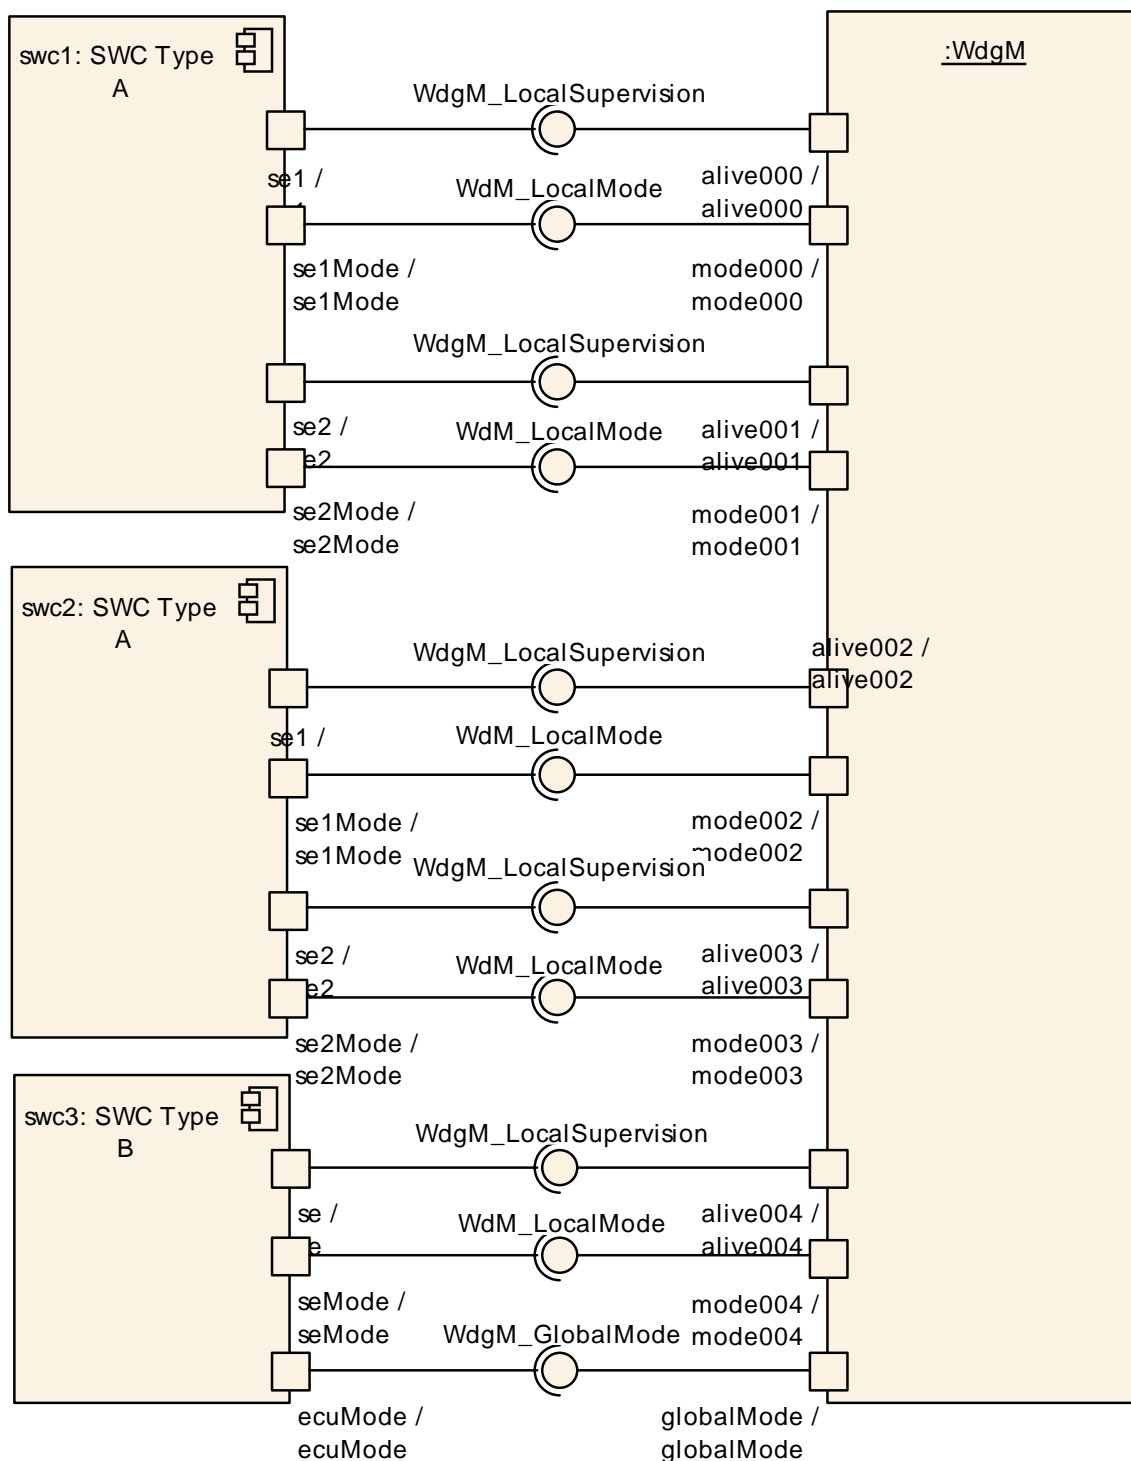 swc1: SWC Type
A
:WdgM
WdgM_LocalSupervision
se1 /
alive000 /
alive000
WdM_LocalMode
se1Mode /
se1Mode
mode000 /
mode000
WdgM_LocalSupervision
se2 /
se2
alive001 /
alive001
WdM_LocalMode
se2Mode /
se2Mode
mode001 /
mode001
swc2: SWC Type
A
WdgM_LocalSupervision
alive002 /
alive002
se1 /
WdM_LocalMode
se1Mode /
se1Mode
mode002 /
mode002
WdgM_LocalSupervision
se2 /
se2
alive003 /
alive003
WdM_LocalMode
se2Mode /
se2Mode
mode003 /
mode003
swc3: SWC Type
B
WdgM_LocalSupervision
se /
se
alive004 /
alive004
WdM_LocalMode
seMode /
seMode
mode004 /
mode004
WdgM_GlobalMode
ecuMode /
ecuMode
globalMode /
globalMode